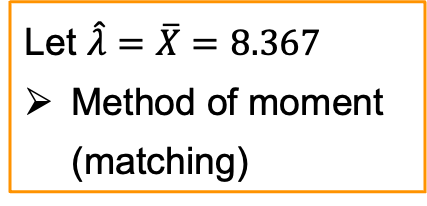 Let λ̂ = X̄ = 8.367
➢ Method of moment
(matching)